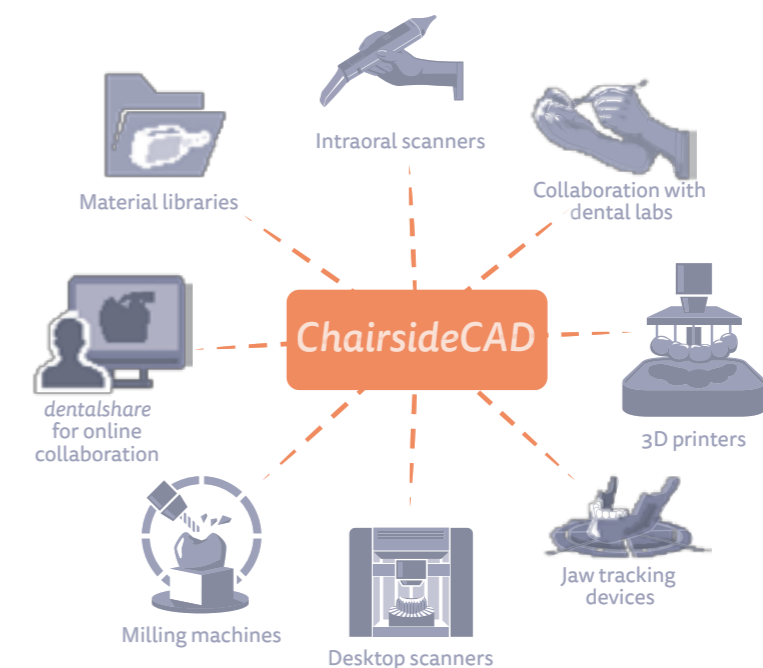 Intraoral scanners
Material libraries
Collaboration with
dental labs
ChairsideCAD
dentalshare
for online
collaboration
3D printers
Jaw tracking
devices
Milling machines
Desktop scanners